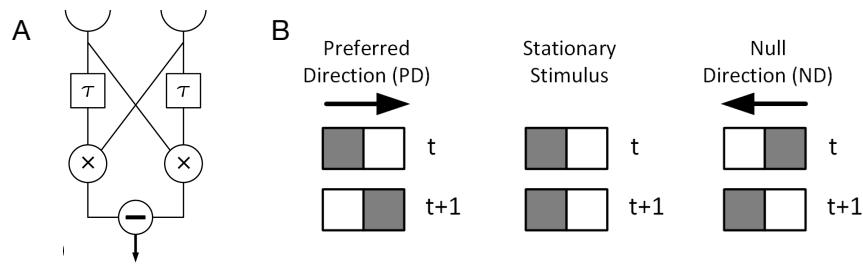 A
τ τ
× ×
−
B
Preferred
Direction (PD)
Stationary
Stimulus
Null
Direction (ND)
t t t
t+1 t+1 t+1